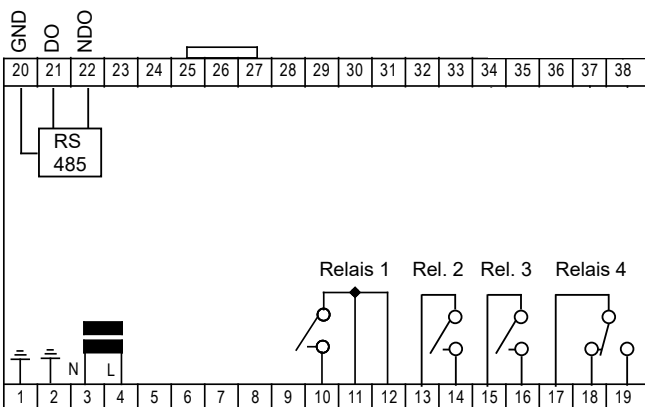 GND DO NDO
20 21 22 23 24 25 26 27 28 29 30 31 32 33 34 35 36 37 38
RS
485
Relais 1 Rel. 2 Rel. 3 Relais 4
N L
1 2 3 4 5 6 7 8 9 10 11 12 13 14 15 16 17 18 19